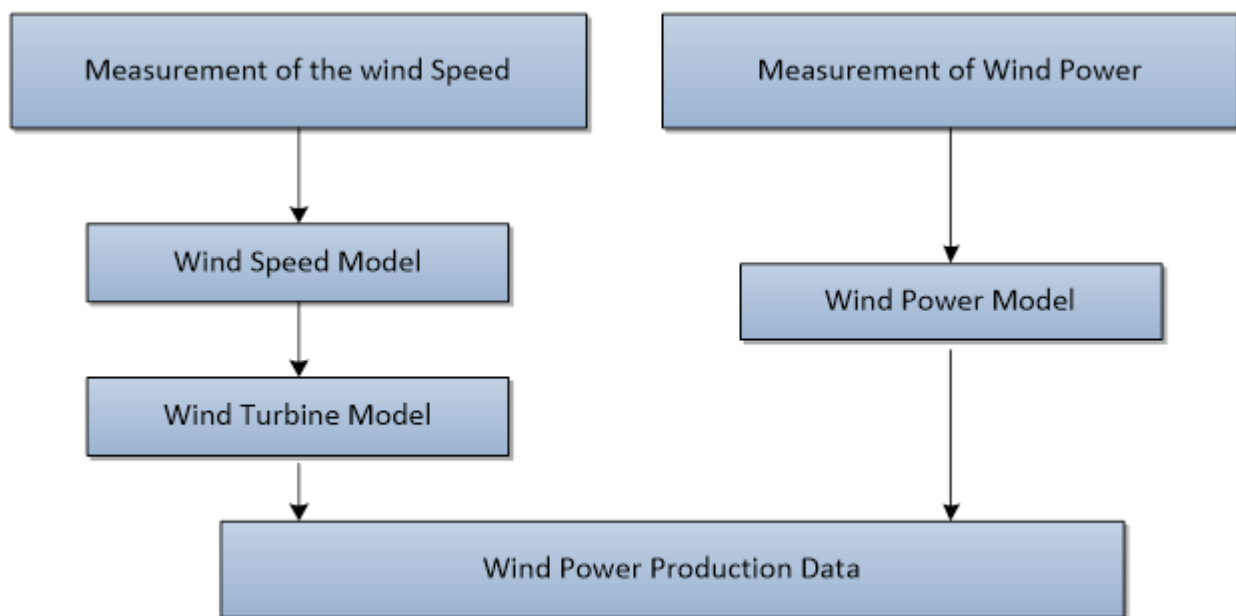 Measurement of the wind Speed
Measurement of Wind Power
Wind Speed Model
Wind Power Model
Wind Turbine Model
Wind Power Production Data